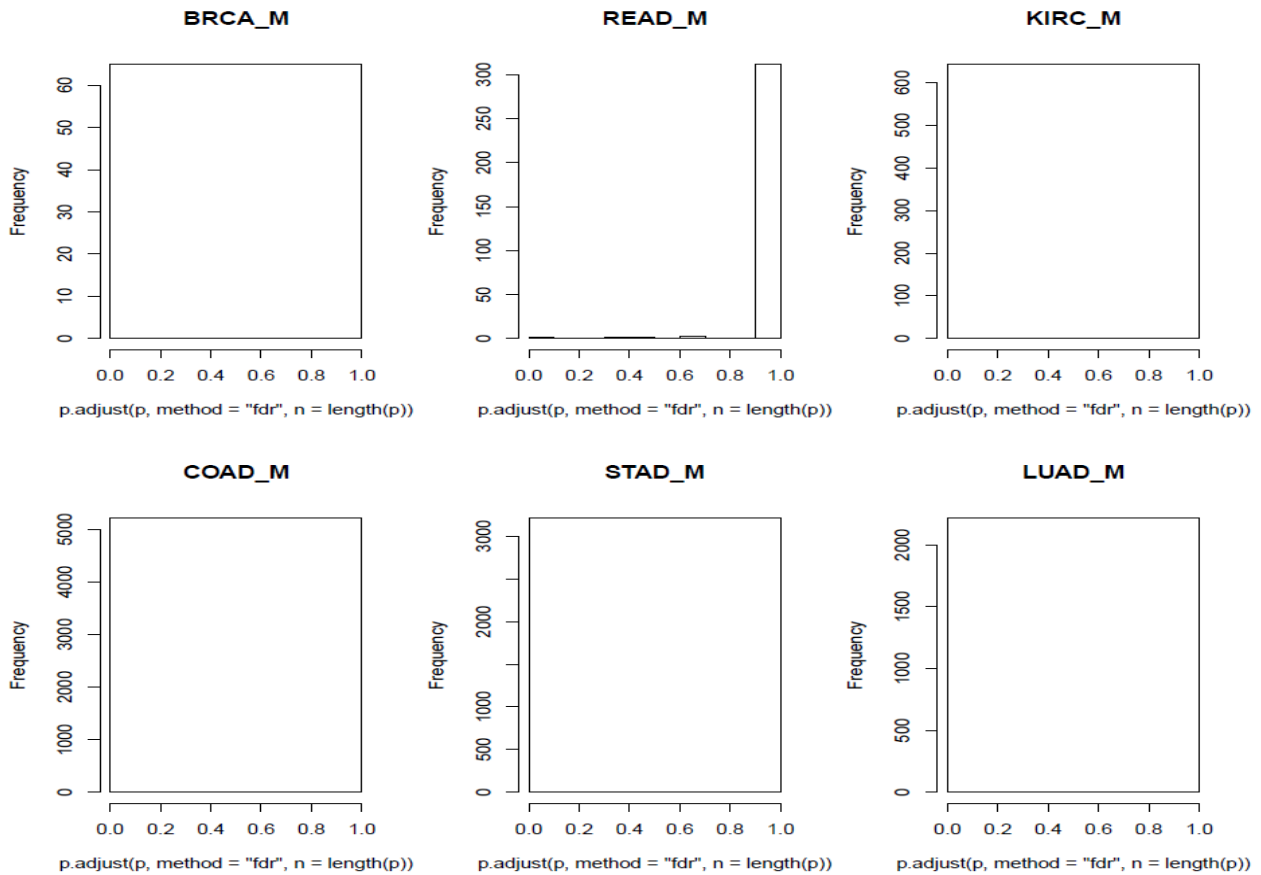 BRCA_M
READ_M
KIRC_M
Frequency
0
10
20
30
40
50
60
0.0 0.2 0.4 0.6 0.8 1.0
p.adjust(p, method = "fdr", n = length(p))
Frequency
0
50
100
150
200
250
300
0.0 0.2 0.4 0.6 0.8 1.0
p.adjust(p, method = "fdr", n = length(p))
Frequency
0
100
200
300
400
500
600
0.0 0.2 0.4 0.6 0.8 1.0
p.adjust(p, method = "fdr", n = length(p))
COAD_M
STAD_M
LUAD_M
Frequency
0
1000
2000
3000
4000
5000
0.0 0.2 0.4 0.6 0.8 1.0
p.adjust(p, method = "fdr", n = length(p))
Frequency
0
500
1000
2000
3000
0.0 0.2 0.4 0.6 0.8 1.0
p.adjust(p, method = "fdr", n = length(p))
Frequency
0
500
1000
1500
2000
0.0 0.2 0.4 0.6 0.8 1.0
p.adjust(p, method = "fdr", n = length(p))